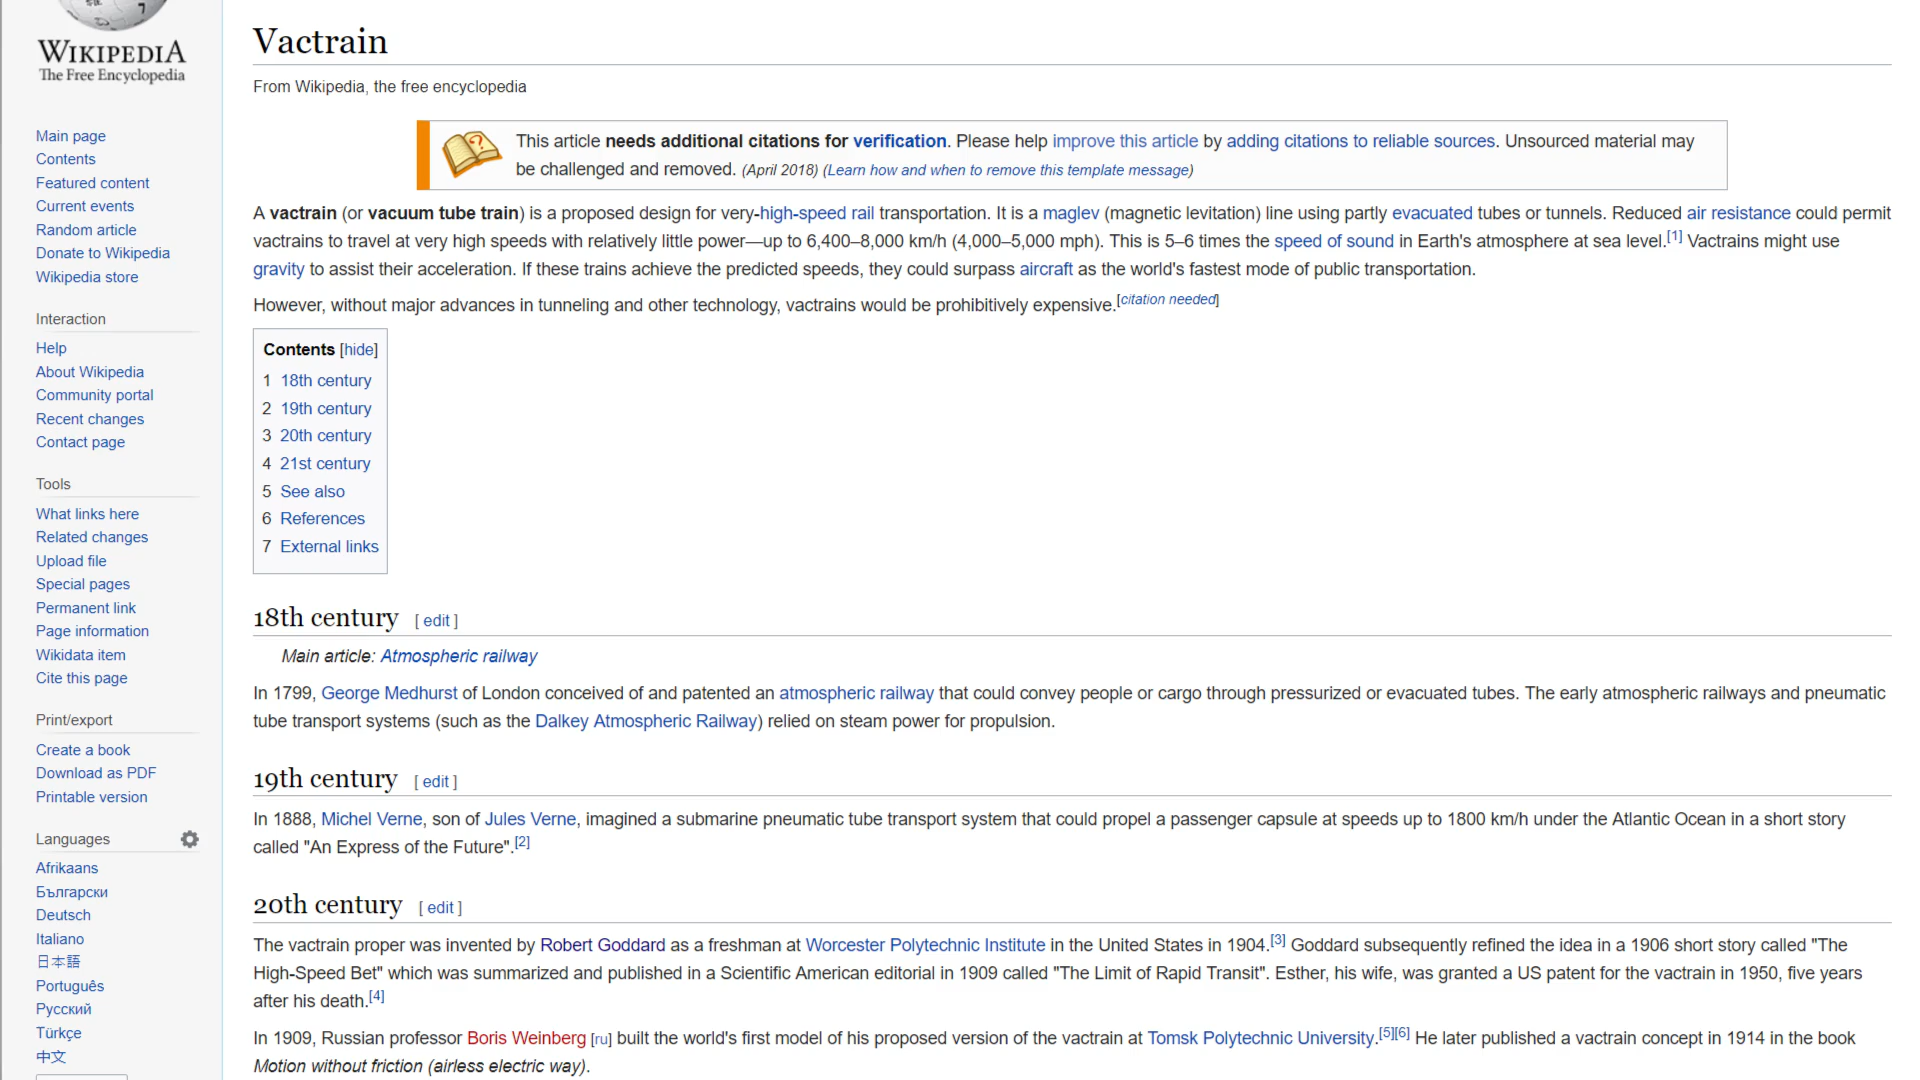 WIKIPEDIA
The Free Encyclopedia
Main page
Contents
Featured content
Current events
Random article
Donate to Wikipedia
Wikipedia store
Interaction
Help
About Wikipedia
Community portal
Recent changes
Contact page
Tools
What links here
Related changes
Upload file
Special pages
Permanent link
Page information
Wikidata item
Cite this page
Print/export
Create a book
Download as PDF
Printable version
Languages
Afrikaans
Български
Deutsch
Italiano
日本語
Português
Русский
Türkçe
中文
Vactrain
From Wikipedia, the free encyclopedia
This article needs additional citations for verification. Please help improve this article by adding citations to reliable sources. Unsourced material may
be challenged and removed. (April 2018) (Learn how and when to remove this template message)
A vactrain (or vacuum tube train) is a proposed design for very-high-speed rail transportation. It is a maglev (magnetic levitation) line using partly evacuated tubes or tunnels. Reduced air resistance could permit
vactrains to travel at very high speeds with relatively little power—up to 6,400–8,000 km/h (4,000–5,000 mph). This is 5–6 times the speed of sound in Earth's atmosphere at sea level.[1] Vactrains might use
gravity to assist their acceleration. If these trains achieve the predicted speeds, they could surpass aircraft as the world's fastest mode of public transportation.
However, without major advances in tunneling and other technology, vactrains would be prohibitively expensive.[citation needed]
Contents [hide]
1 18th century
2 19th century
3 20th century
4 21st century
5 See also
6 References
7 External links
18th century [ edit ]
Main article: Atmospheric railway
In 1799, George Medhurst of London conceived of and patented an atmospheric railway that could convey people or cargo through pressurized or evacuated tubes. The early atmospheric railways and pneumatic
tube transport systems (such as the Dalkey Atmospheric Railway) relied on steam power for propulsion.
19th century [ edit ]
In 1888, Michel Verne, son of Jules Verne, imagined a submarine pneumatic tube transport system that could propel a passenger capsule at speeds up to 1800 km/h under the Atlantic Ocean in a short story
called "An Express of the Future".[2]
20th century [ edit ]
The vactrain proper was invented by Robert Goddard as a freshman at Worcester Polytechnic Institute in the United States in 1904.[3] Goddard subsequently refined the idea in a 1906 short story called "The
High-Speed Bet" which was summarized and published in a Scientific American editorial in 1909 called "The Limit of Rapid Transit". Esther, his wife, was granted a US patent for the vactrain in 1950, five years
after his death.[4]
In 1909, Russian professor Boris Weinberg [ru] built the world's first model of his proposed version of the vactrain at Tomsk Polytechnic University.[5][6] He later published a vactrain concept in 1914 in the book
Motion without friction (airless electric way).